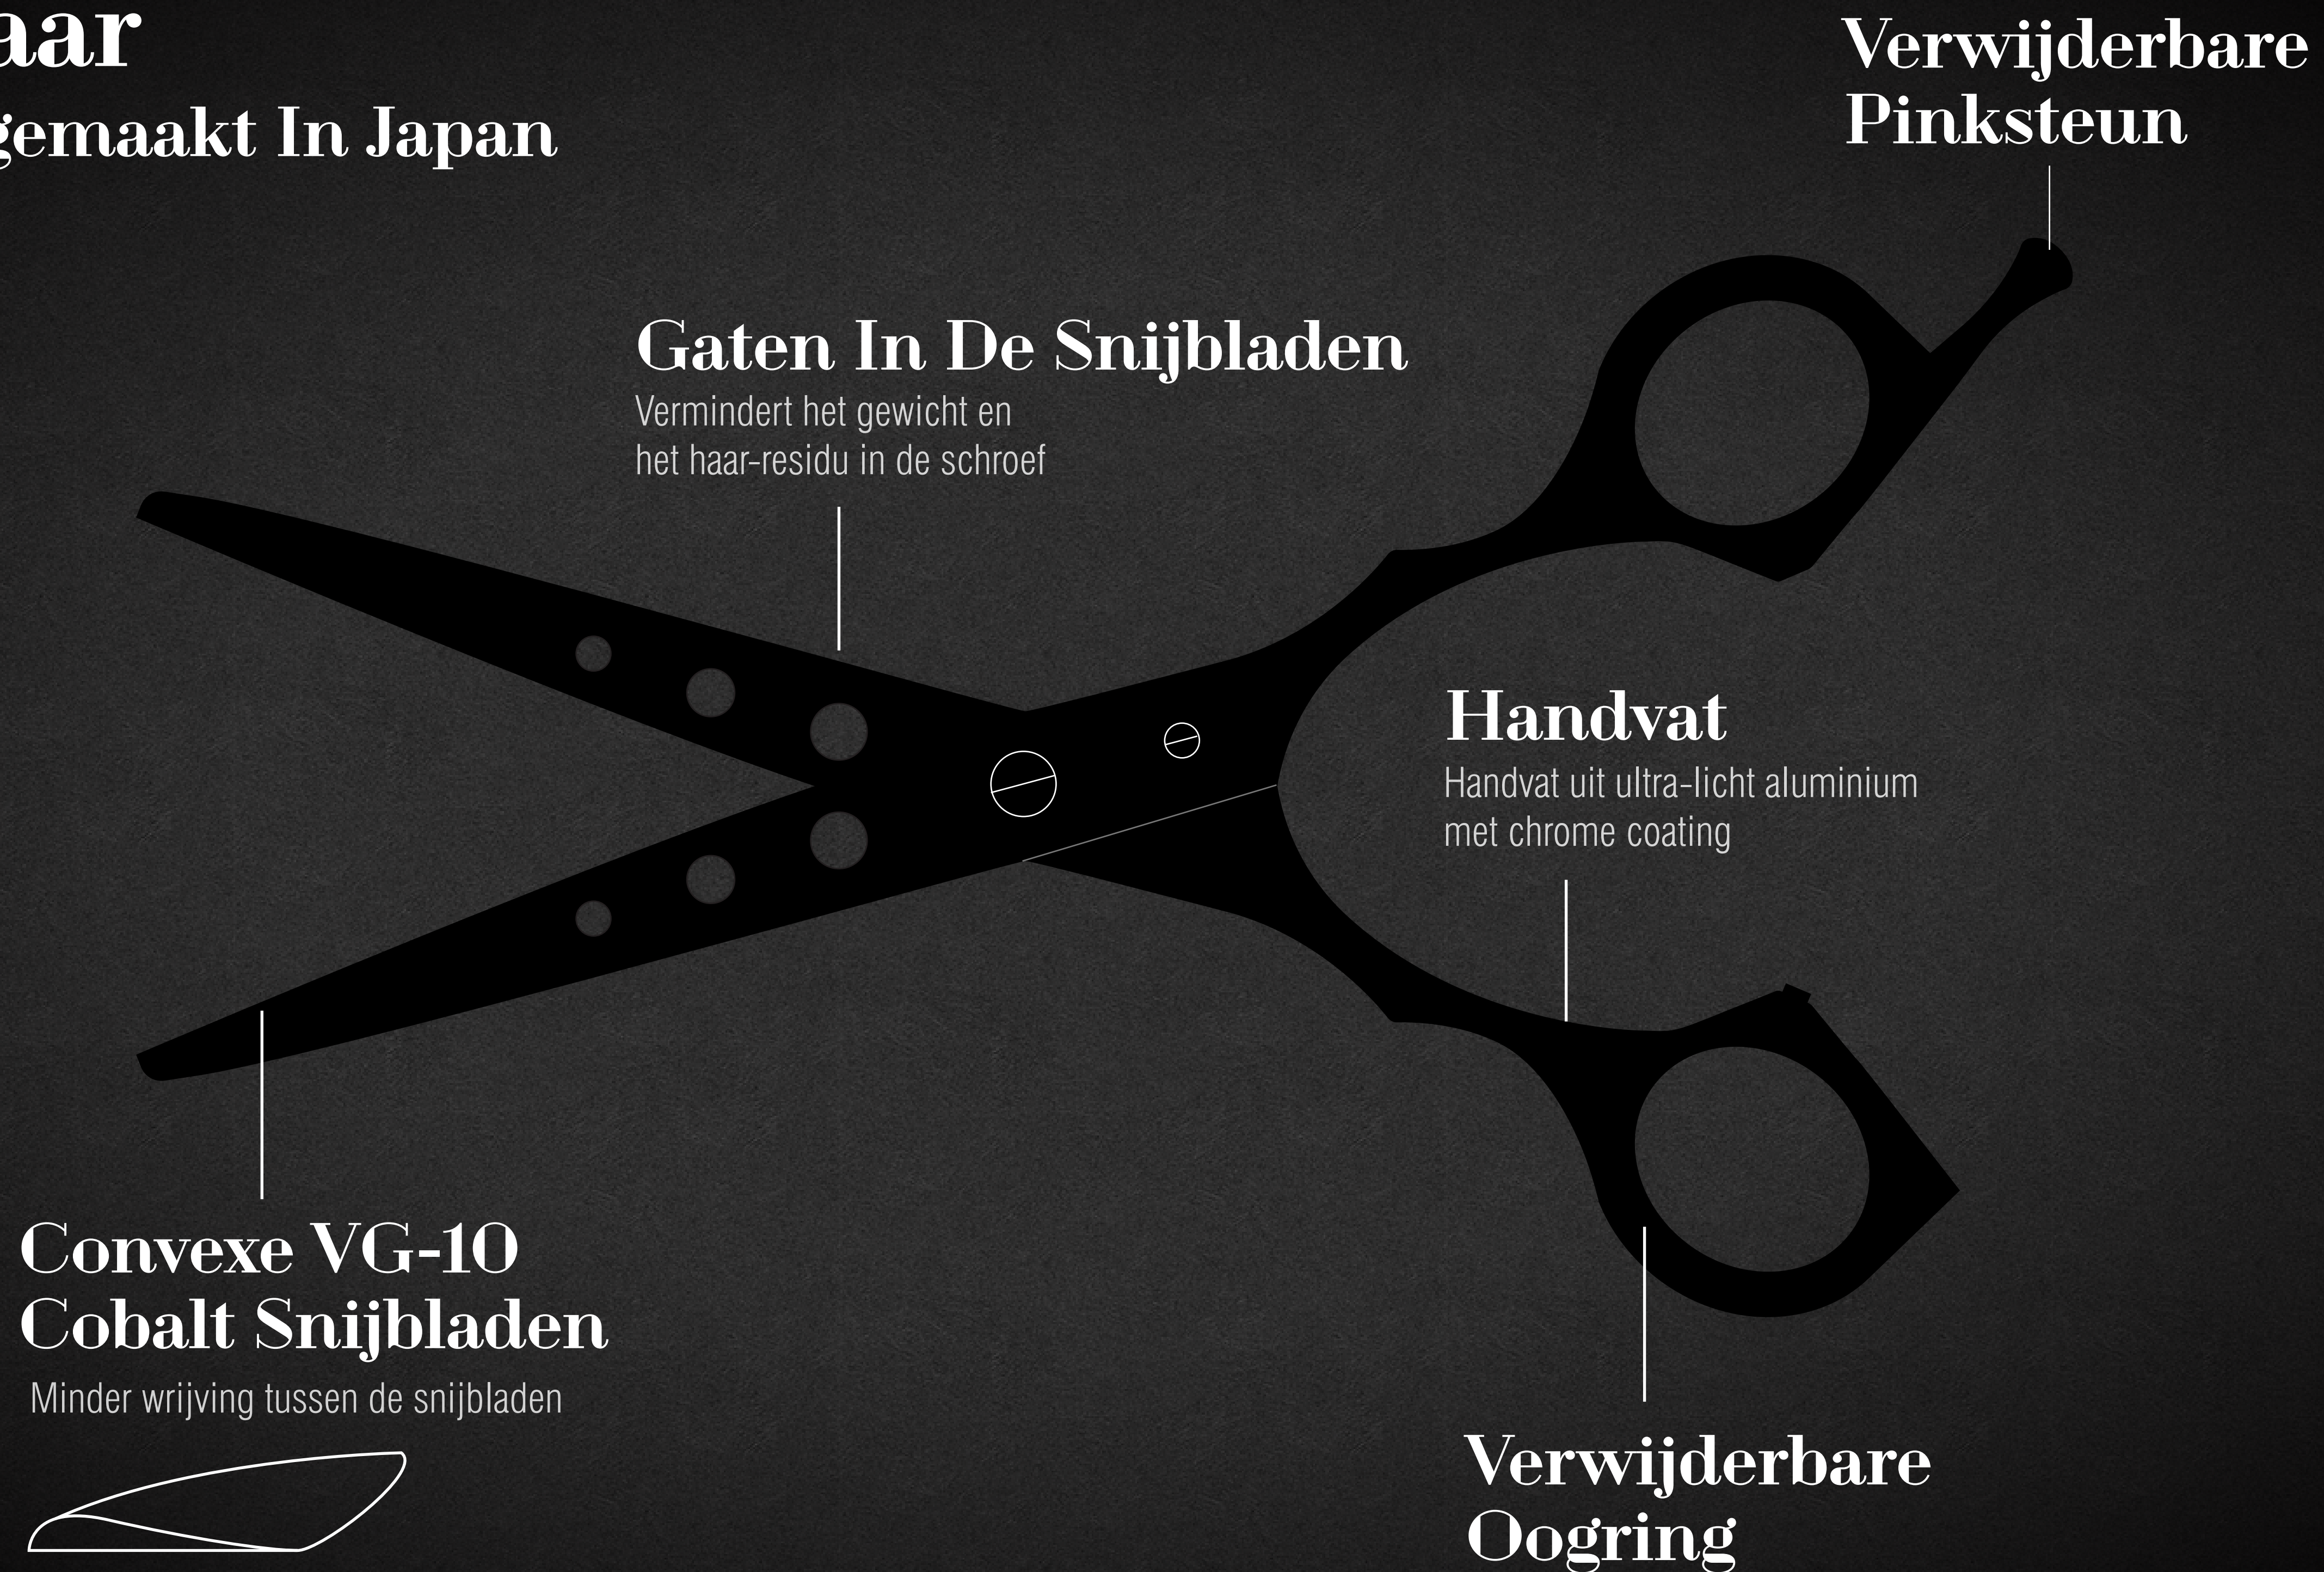 aar
gemaakt In Japan
Verwijderbare
Pinksteun
Gaten In De Snijbladen
Vermindert het gewicht en
het haar-residu in de schroef
Handvat
Handvat uit ultra-licht aluminium
met chrome coating
Convexe VG-10
Cobalt Snijbladen
Minder wrijving tussen de snijbladen
Verwijderbare
Oogring